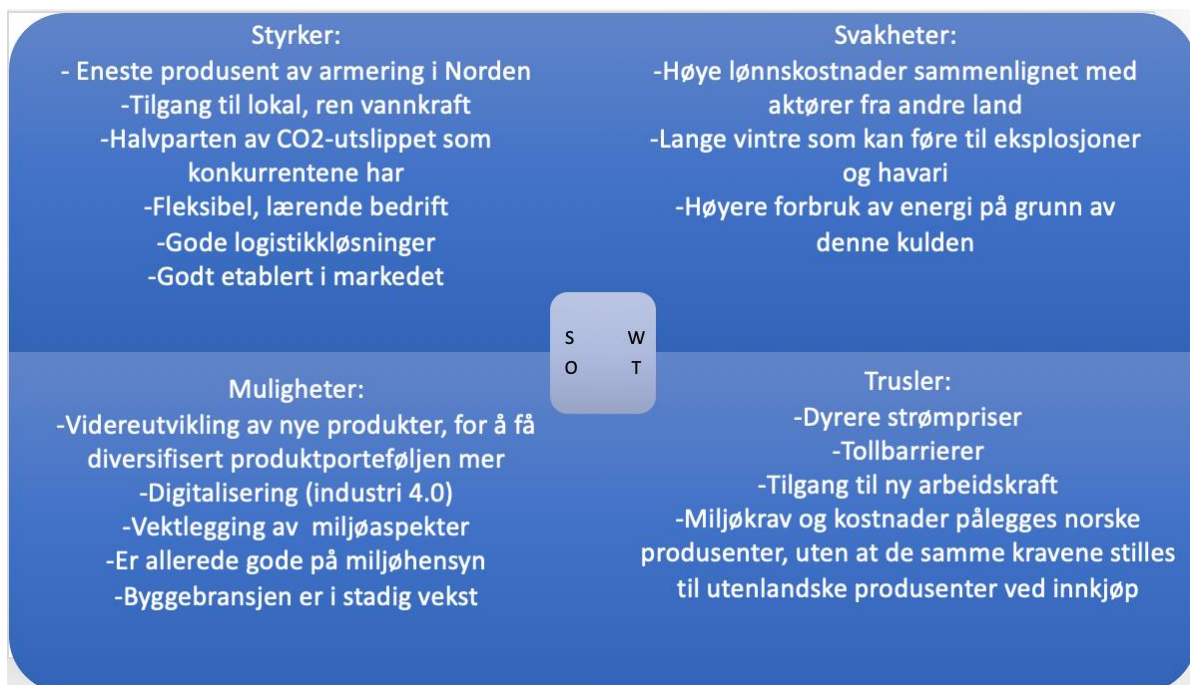 Styrker:
- Eneste produsent av armering i Norden
-Tilgang til lokal, ren vannkraft
-Halvparten av CO2-utslippet som
konkurrentene har
-Fleksibel, lærende bedrift
-Gode logistikkløsninger
-Godt etablert i markedet
Svakheter:
-Høye lønnskostnader sammenlignet med
aktører fra andre land
-Lange vintre som kan føre til eksplosjoner
og havari
-Høyere forbruk av energi på grunn av
denne kulden
S W
O T
Muligheter:
-Videreutvikling av nye produkter, for å få
diversifisert produktporteføljen mer
-Digitalisering (industri 4.0)
-Vektlegging av  miljøaspekter
-Er allerede gode på miljøhensyn
-Byggebransjen er i stadig vekst
Trusler:
-Dyrere strømpriser
-Tollbarrierer
-Tilgang til ny arbeidskraft
-Miljøkrav og kostnader pålegges norske
produsenter, uten at de samme kravene stilles
til utenlandske produsenter ved innkjøp